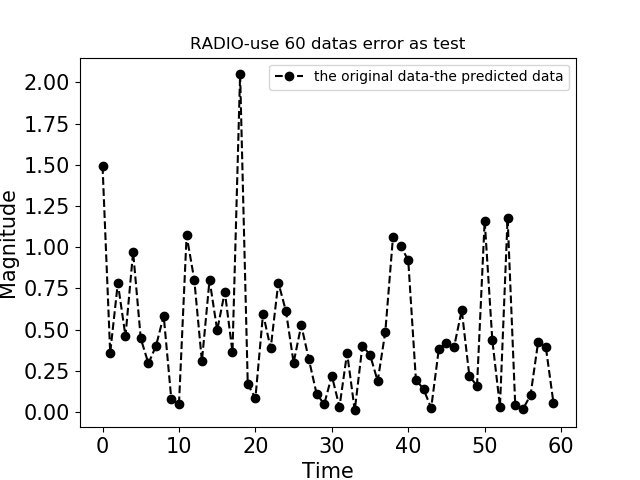 RADIO-use 60 datas error as test
the original data-the predicted data
2.00
1.75
1.50
1.25
1.00
0.75
0.50
0.25
0.00
Magnitude
0 10 20 30 40 50 60
Time